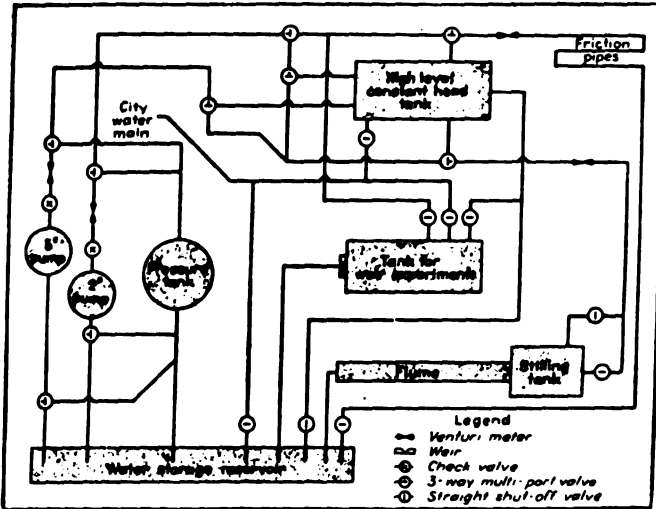 Friction
pipes
High level
constant head
tank
City
water
main
5"
pump
2"
pump
Pressure
tank
Tank for
weir experiments
Flume
Stilling
tank
Water storage reservoir
Legend
Venturi meter
Weir
Check valve
3-way multi-port valve
Straight shut-off valve